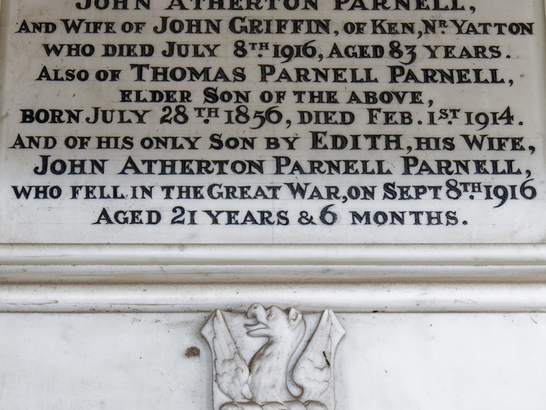 JOHN ATHERTON PARNELL,
AND WIFE OF JOHN GRIFFIN, OF KEN, NR YATTON
WHO DIED JULY 8TH 1916, AGED 83 YEARS.
ALSO OF THOMAS PARNELL PARNELL,
ELDER SON OF THE ABOVE,
BORN JULY 28TH 1856, DIED FEB. 1ST 1914.
AND OF HIS ONLY SON BY EDITH, HIS WIFE,
JOHN ATHERTON PARNELL PARNELL,
WHO FELL IN THE GREAT WAR, ON SEPT 8TH 1916
AGED 21 YEARS & 6 MONTHS.